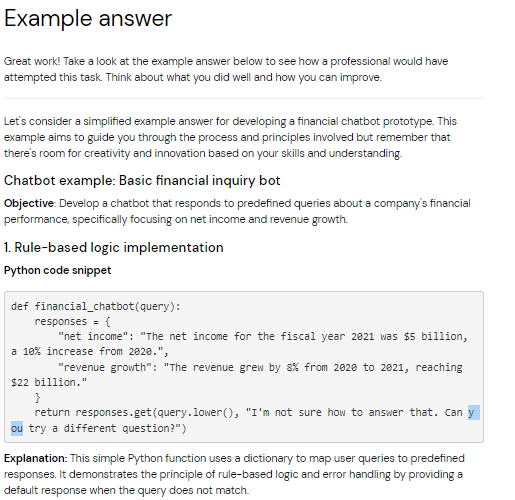 Example answer
Great work! Take a look at the example answer below to see how a professional would have
attempted this task. Think about what you did well and how you can improve.
Let's consider a simplified example answer for developing a financial chatbot prototype. This
example aims to guide you through the process and principles involved but remember that
there's room for creativity and innovation based on your skills and understanding.
Chatbot example: Basic financial inquiry bot
Objective: Develop a chatbot that responds to predefined queries about a company's financial
performance, specifically focusing on net income and revenue growth.
1. Rule-based logic implementation
Python code snippet
def financial_chatbot(query):
    responses = {
        "net income": "The net income for the fiscal year 2021 was $5 billion,
a 10% increase from 2020.",
        "revenue growth": "The revenue grew by 8% from 2020 to 2021, reaching
$22 billion."
    }
    return responses.get(query.lower(), "I'm not sure how to answer that. Can y
ou try a different question?")
Explanation: This simple Python function uses a dictionary to map user queries to predefined
responses. It demonstrates the principle of rule-based logic and error handling by providing a
default response when the query does not match.